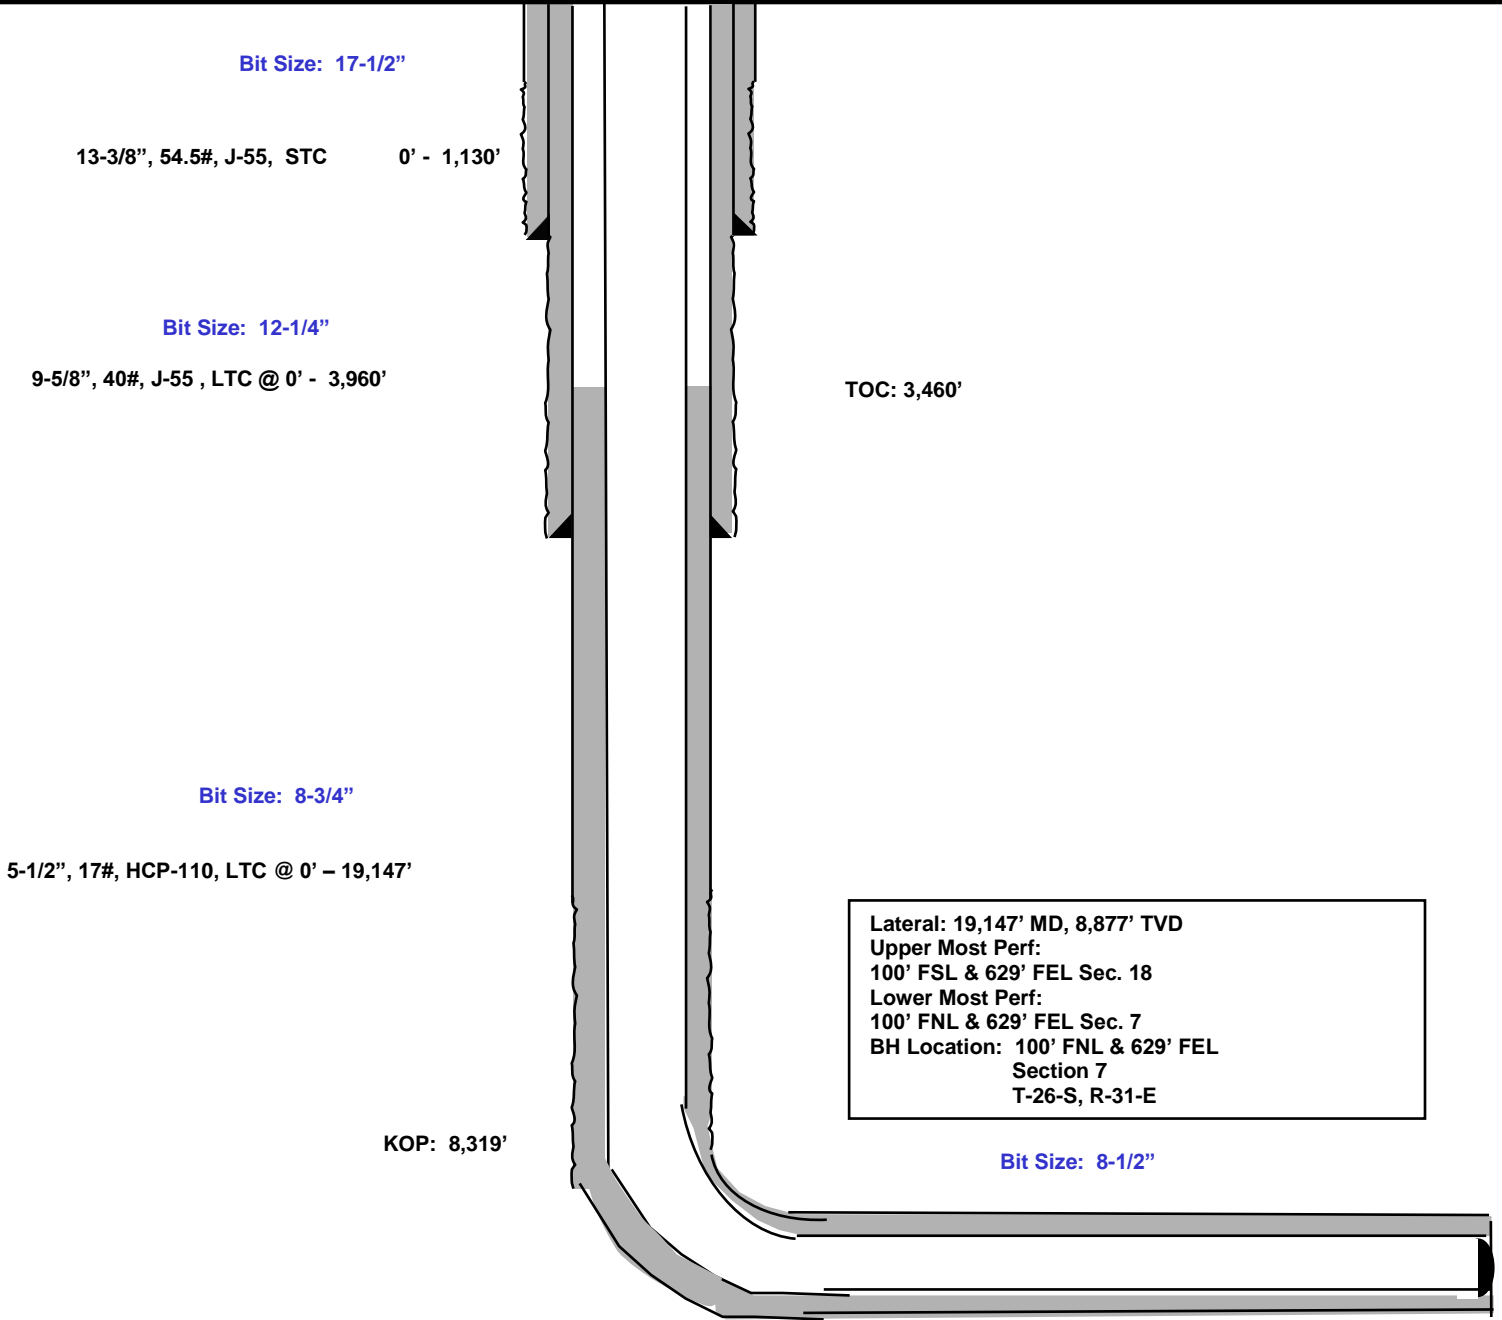 Bit Size: 17-1/2”
13-3/8”, 54.5#, J-55, STC 0’ - 1,130’
Bit Size: 12-1/4”
9-5/8”, 40#, J-55 , LTC @ 0’ - 3,960’
TOC: 3,460’
Bit Size: 8-3/4”
5-1/2”, 17#, HCP-110, LTC @ 0’ – 19,147’
Lateral: 19,147’ MD, 8,877’ TVD
Upper Most Perf:
100’ FSL & 629’ FEL Sec. 18
Lower Most Perf:
100’ FNL & 629’ FEL Sec. 7
BH Location: 100’ FNL & 629’ FEL
Section 7
T-26-S, R-31-E
KOP: 8,319’
Bit Size: 8-1/2”